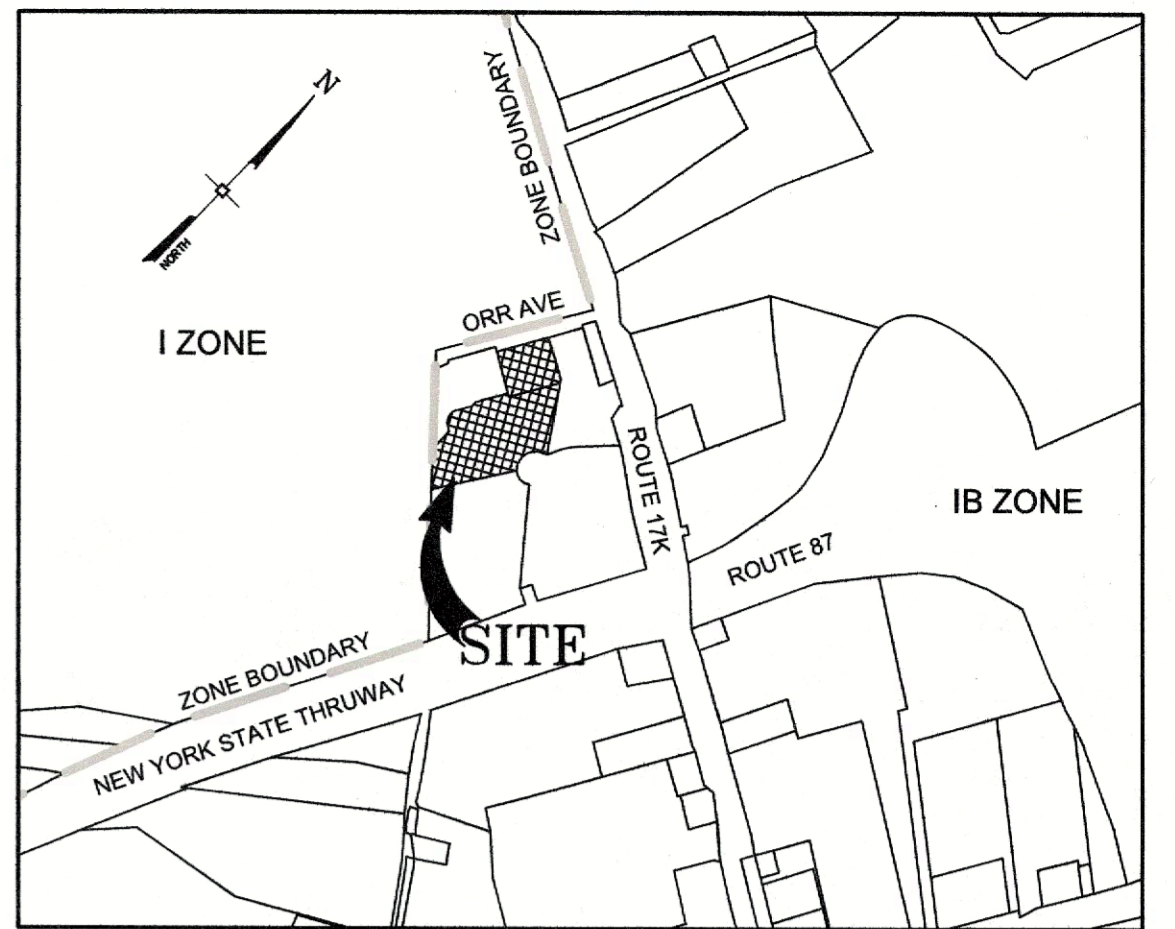 N
NORTH
ZONE BOUNDARY
ORR AVE
I ZONE
ROUTE 17K
IB ZONE
ROUTE 87
SITE
ZONE BOUNDARY
NEW YORK STATE THRUWAY